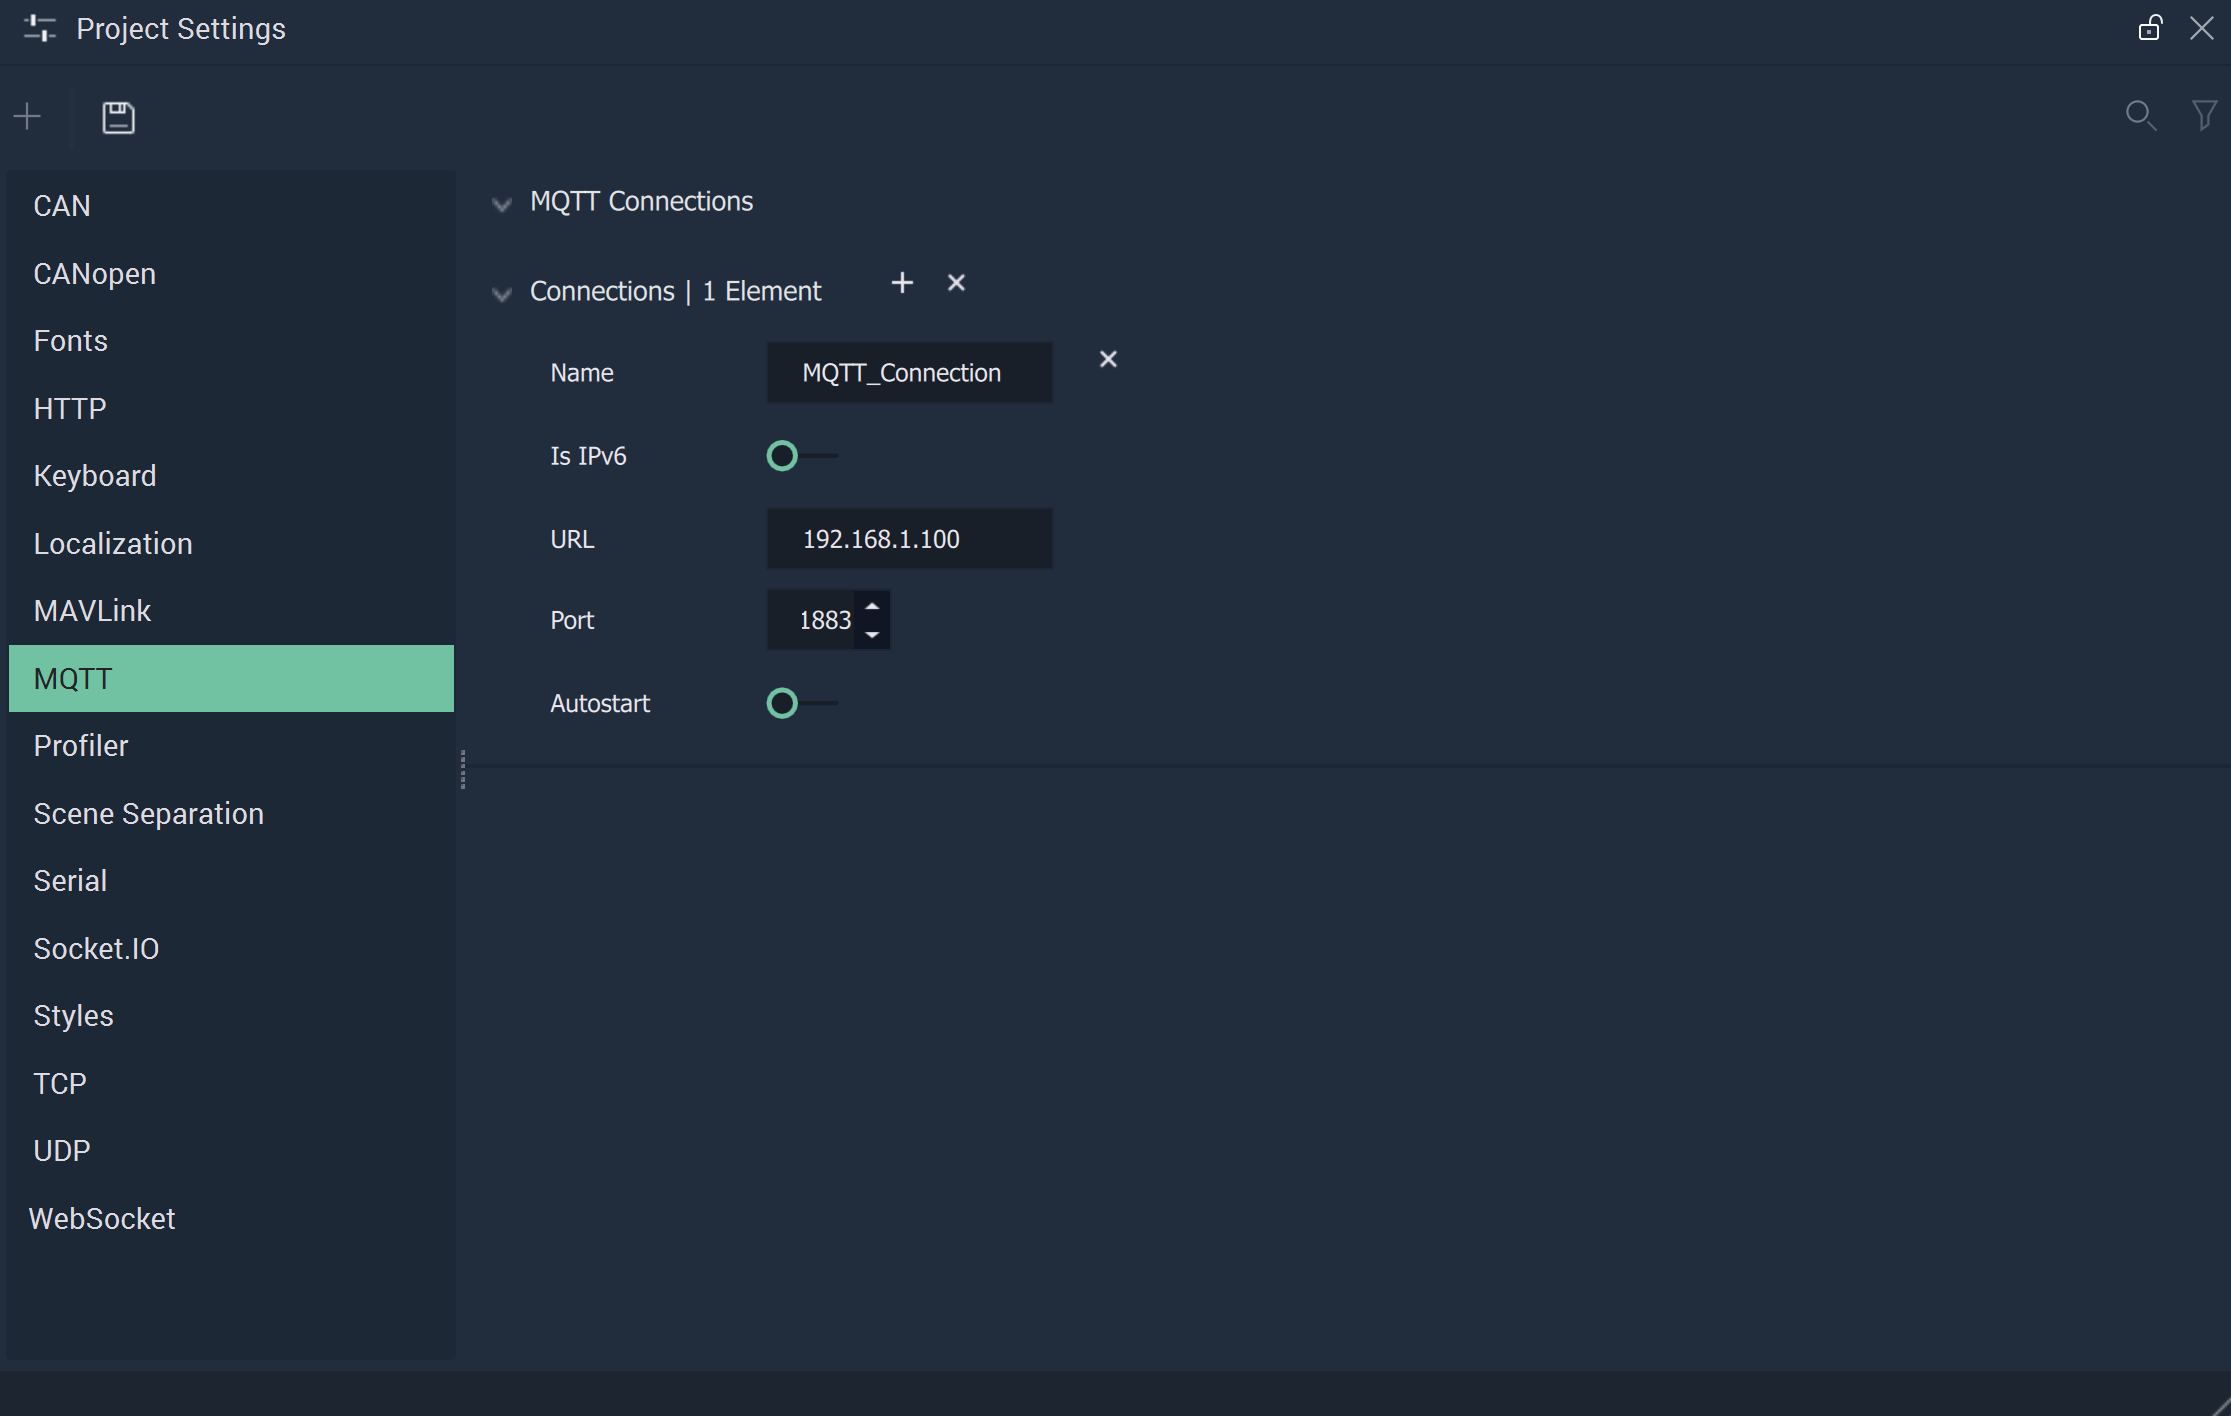 Project Settings
CAN
CANopen
Fonts
HTTP
Keyboard
Localization
MAVLink
MQTT
Profiler
Scene Separation
Serial
Socket.IO
Styles
TCP
UDP
WebSocket
MQTT Connections
Connections | 1 Element
Name MQTT_Connection
Is IPv6
URL 192.168.1.100
Port 1883
Autostart